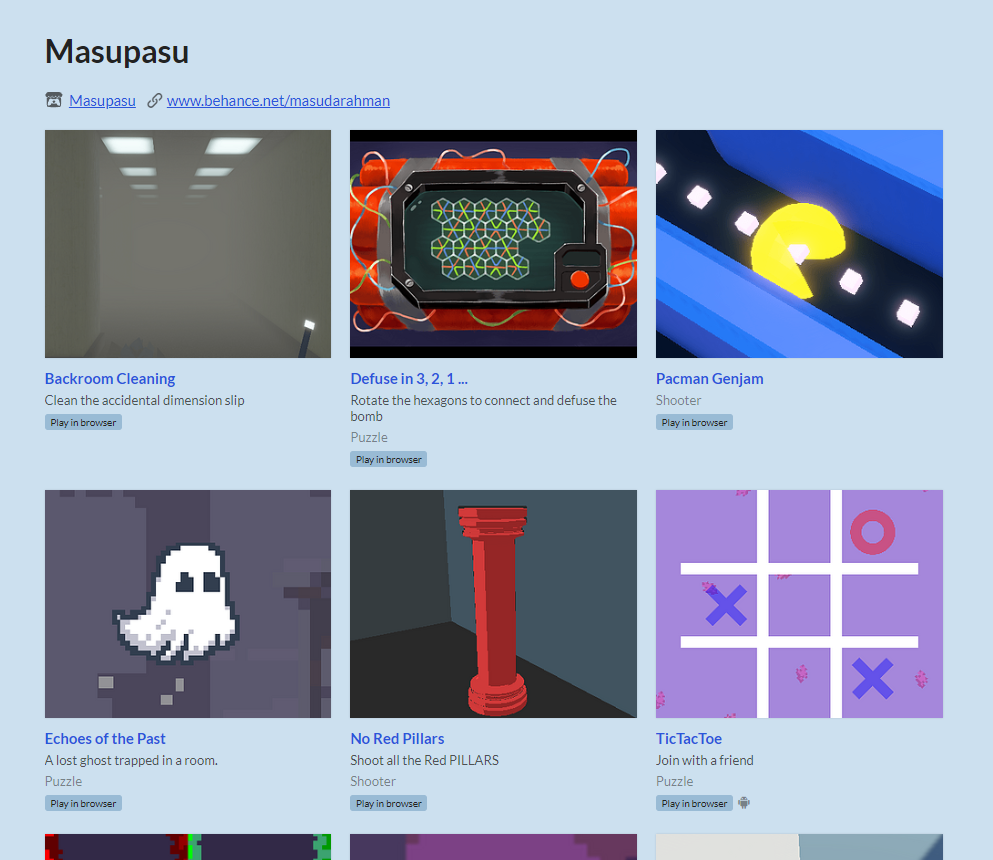 Masupasu
Masupasu www.behance.net/masudarahman
Backroom Cleaning
Clean the accidental dimension slip
Play in browser
Defuse in 3, 2, 1 ...
Rotate the hexagons to connect and defuse the
bomb
Puzzle
Play in browser
Pacman Genjam
Shooter
Play in browser
Echoes of the Past
A lost ghost trapped in a room.
Puzzle
Play in browser
No Red Pillars
Shoot all the Red PILLARS
Shooter
Play in browser
TicTacToe
Join with a friend
Puzzle
Play in browser